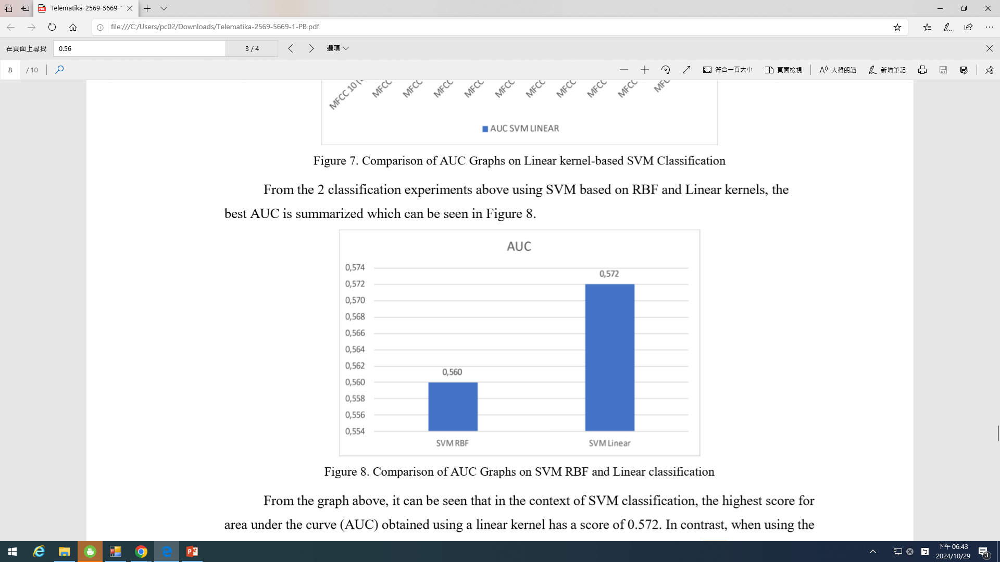 Telematika-2569-5669-
file:///C:/Users/pc02/Downloads/Telematika-2569-5669-1-PB.pdf
在頁面上尋找 0.56 3 / 4 選項
8 / 10 符合一頁大小 頁面檢視 大聲朗讀 新增筆記
MFCC 10 MFCC MFCC MFCC MFCC MFCC MFCC MFCC MFCC MFCC
AUC SVM LINEAR
Figure 7. Comparison of AUC Graphs on Linear kernel-based SVM Classification
From the 2 classification experiments above using SVM based on RBF and Linear kernels, the
best AUC is summarized which can be seen in Figure 8.
AUC
0,574
0,572
0,572
0,570
0,568
0,566
0,564
0,562
0,560
0,560
0,558
0,556
0,554
SVM RBF SVM Linear
Figure 8. Comparison of AUC Graphs on SVM RBF and Linear classification
From the graph above, it can be seen that in the context of SVM classification, the highest score for
area under the curve (AUC) obtained using a linear kernel has a score of 0.572. In contrast, when using the
下午 06:43
2024/10/29
3